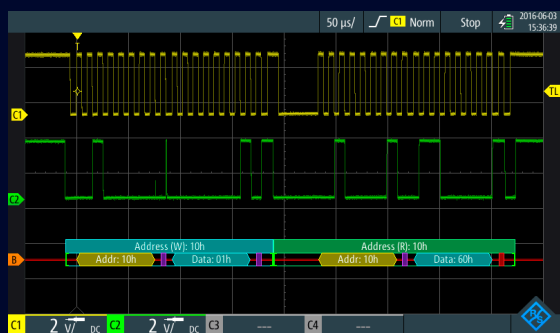 50 µs/ C1 Norm Stop 2016-06-03
15:36:39
T
TL
C1
C2
Address (W): 10h Address (R): 10h
B Addr: 10h Data: 01h Addr: 10h Data: 60h
C1 2 V/ DC C2 2 V/ DC C3 --- C4 ---
R&S